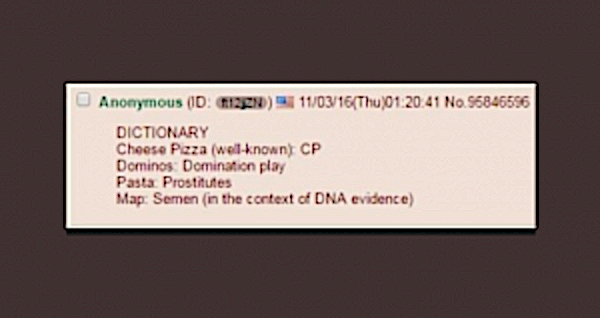 Anonymous (ID: ) 11/03/16(Thu)01:20:41 No.95846596
DICTIONARY
Cheese Pizza (well-known): CP
Dominos: Domination play
Pasta: Prostitutes
Map: Semen (in the context of DNA evidence)